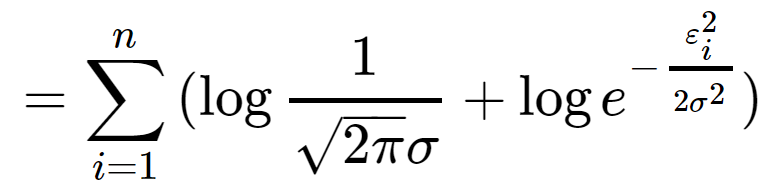 $= \sum_{i=1}^{n} (\log \frac{1}{\sqrt{2\pi}\sigma} + \log e^{-\frac{\varepsilon_i^2}{2\sigma^2}})$